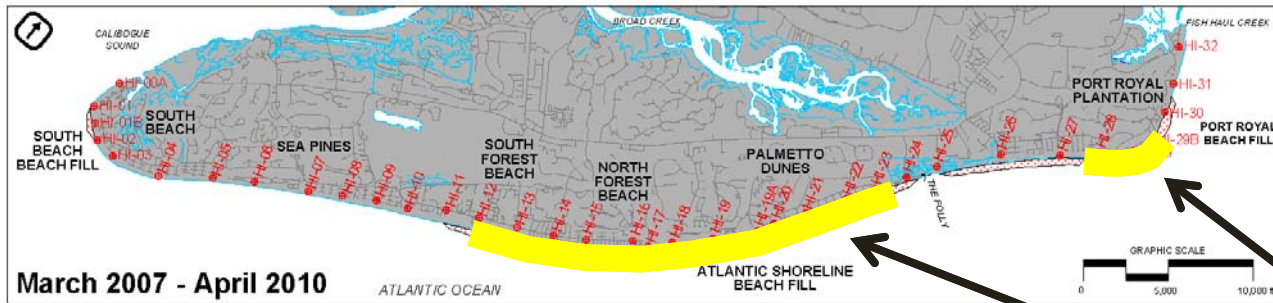 CALIBOGUE
SOUND
BROAD CREEK
FISH HAUL CREEK
HI-32
HI-00A
HI-31
PORT ROYAL
PLANTATION
HI-01
HI-01B
SOUTH
BEACH
HI-02
HI-03
SOUTH
BEACH
BEACH FILL
HI-30
PORT ROYAL
BEACH FILL
HI-29B
HI-04
HI-05
HI-06
SEA PINES
HI-07
HI-08
HI-09
HI-10
HI-11
SOUTH
FOREST
BEACH
HI-12
HI-13
HI-14
HI-15
NORTH
FOREST
BEACH
HI-16
HI-17
HI-18
HI-19
PALMETTO
DUNES
HI-19A
HI-20
HI-21
HI-22
HI-23
HI-24
HI-25
THE FOLLY
HI-26
HI-27
HI-28
ATLANTIC SHORELINE
BEACH FILL
March 2007 - April 2010
ATLANTIC OCEAN
GRAPHIC SCALE
0 5,000 10,000